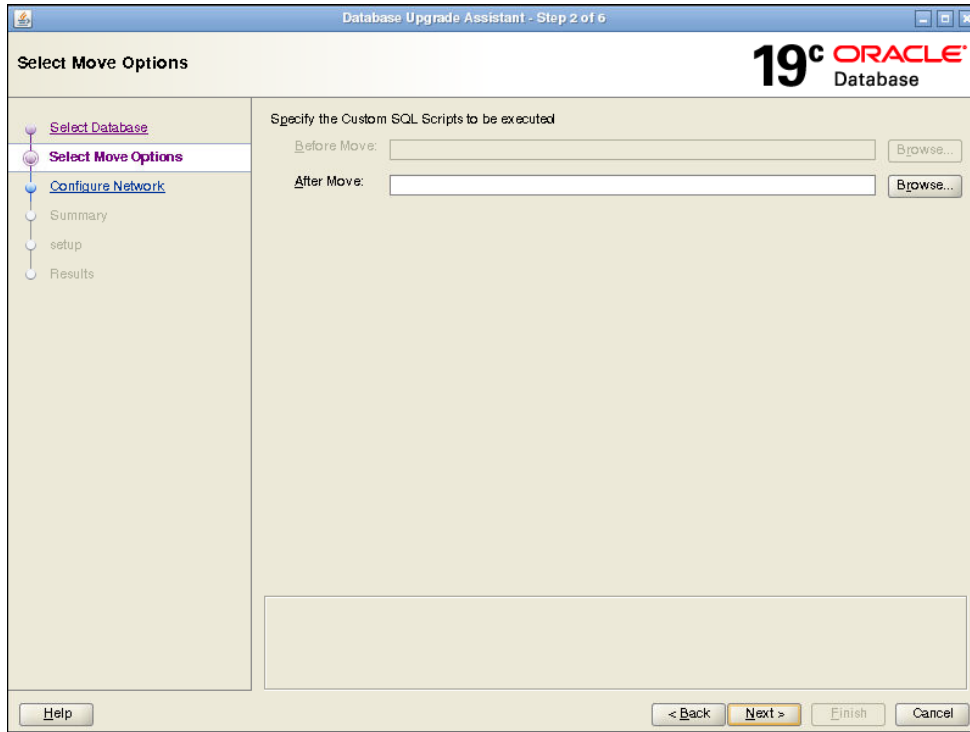 Database Upgrade Assistant - Step 2 of 6
Select Move Options
19c ORACLE
Database
Select Database
Select Move Options
Configure Network
Summary
setup
Results
Specify the Custom SQL Scripts to be executed
Before Move:
Browse...
After Move:
Browse...
Help
< Back
Next >
Finish
Cancel